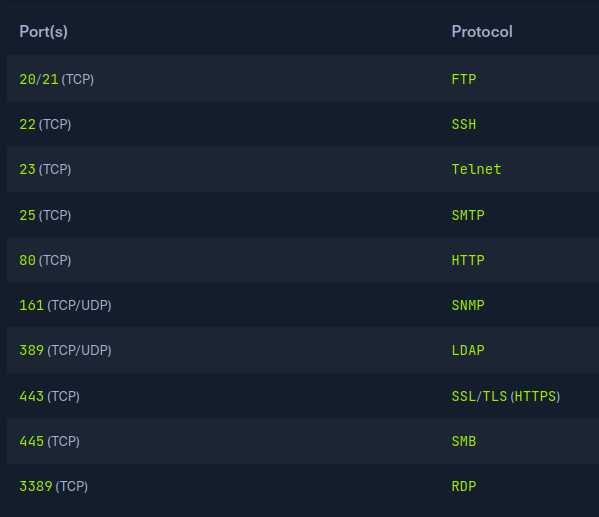 Port(s) Protocol
20/21 (TCP) FTP
22 (TCP) SSH
23 (TCP) Telnet
25 (TCP) SMTP
80 (TCP) HTTP
161 (TCP/UDP) SNMP
389 (TCP/UDP) LDAP
443 (TCP) SSL/TLS (HTTPS)
445 (TCP) SMB
3389 (TCP) RDP